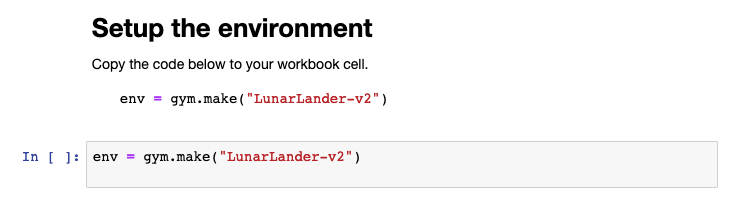 Setup the environment
Copy the code below to your workbook cell.
env = gym.make("LunarLander-v2")
In [ ]: env = gym.make("LunarLander-v2")